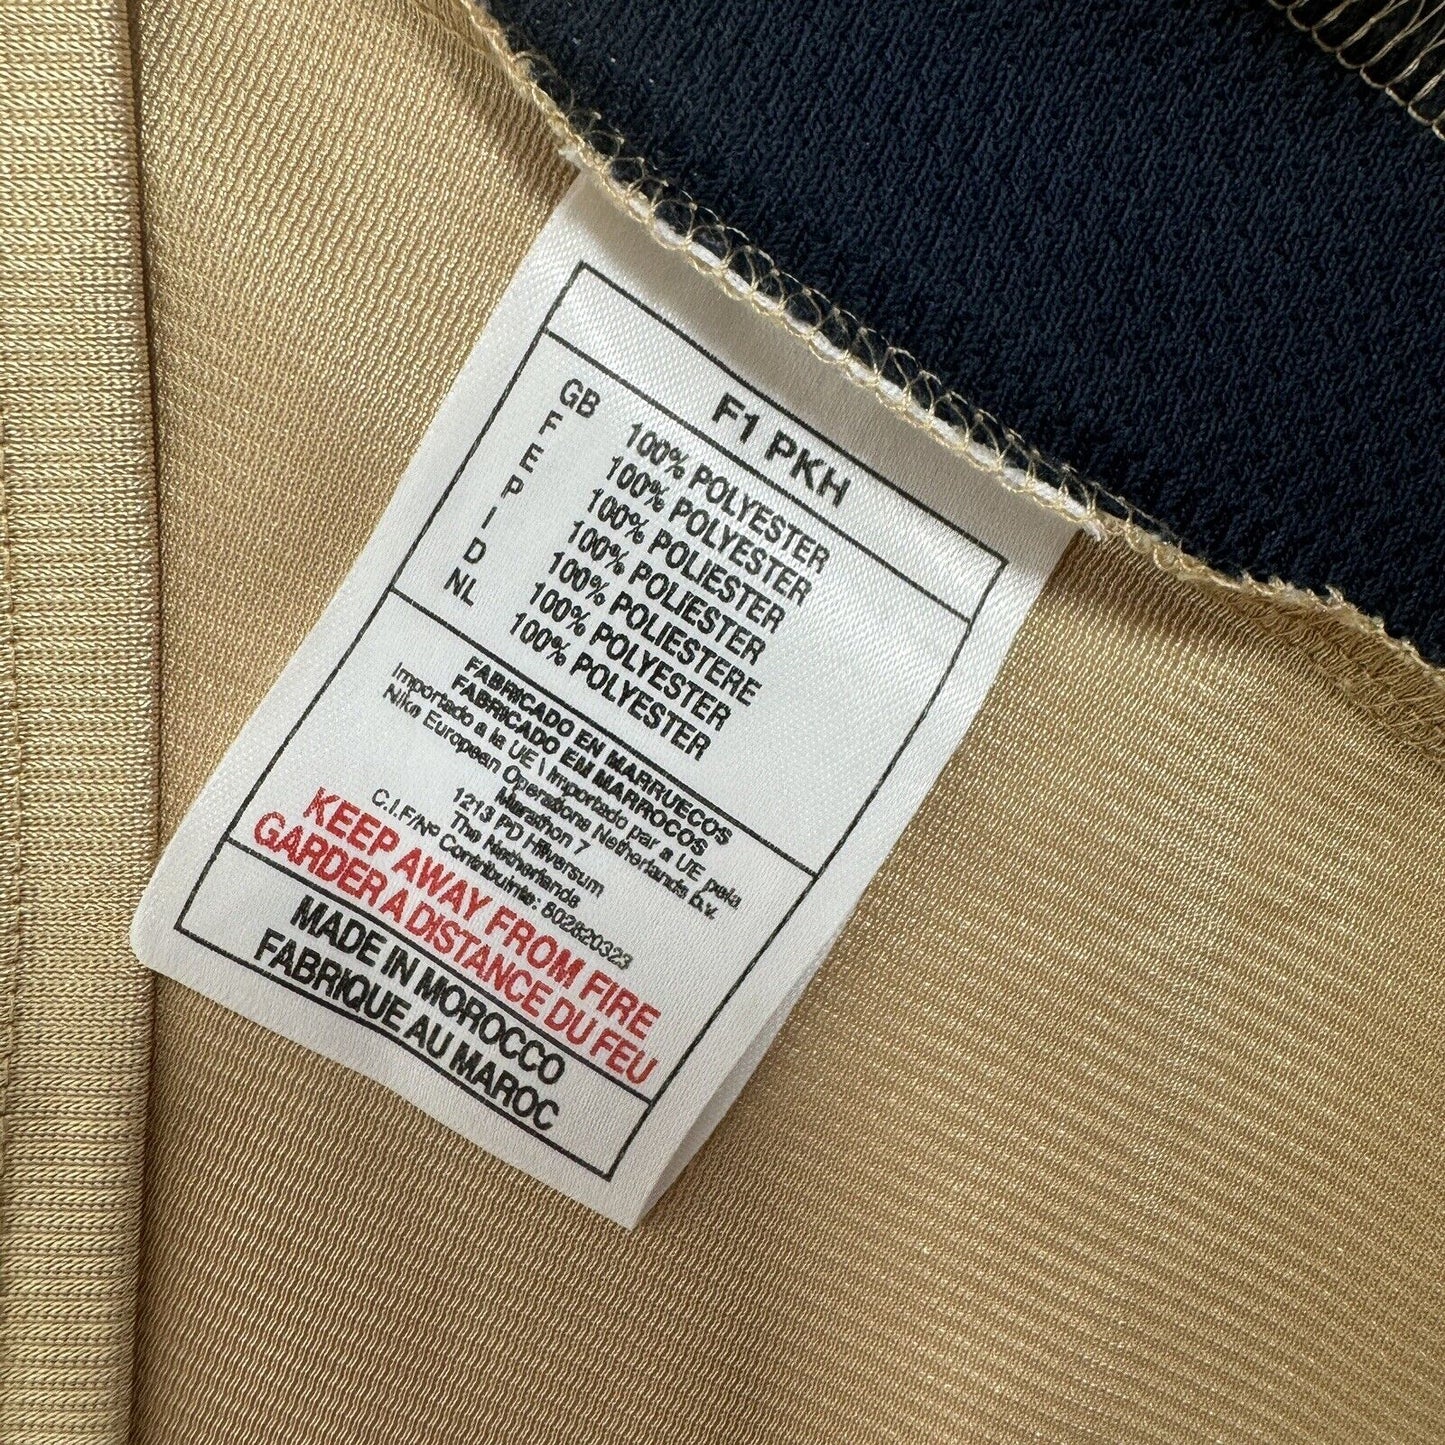 F1 PKH
GB 100% POLYESTER
F 100% POLYESTER
E 100% POLIESTER
P 100% POLIESTER
I 100% POLIESTERE
D 100% POLYESTER
NL 100% POLYESTER
FABRICADO EN MARRUECOS
FABRICADO EM MARROCOS
Importado a la UE \ Importado par a UE pela
Nike European Operations Netherlands b.v.
Marathon 7
1213 PD Hilversum
The Netherlands
C.I.F/Nº Contribuinte: 802820323
KEEP AWAY FROM FIRE
GARDER A DISTANCE DU FEU
MADE IN MOROCCO
FABRIQUE AU MAROC